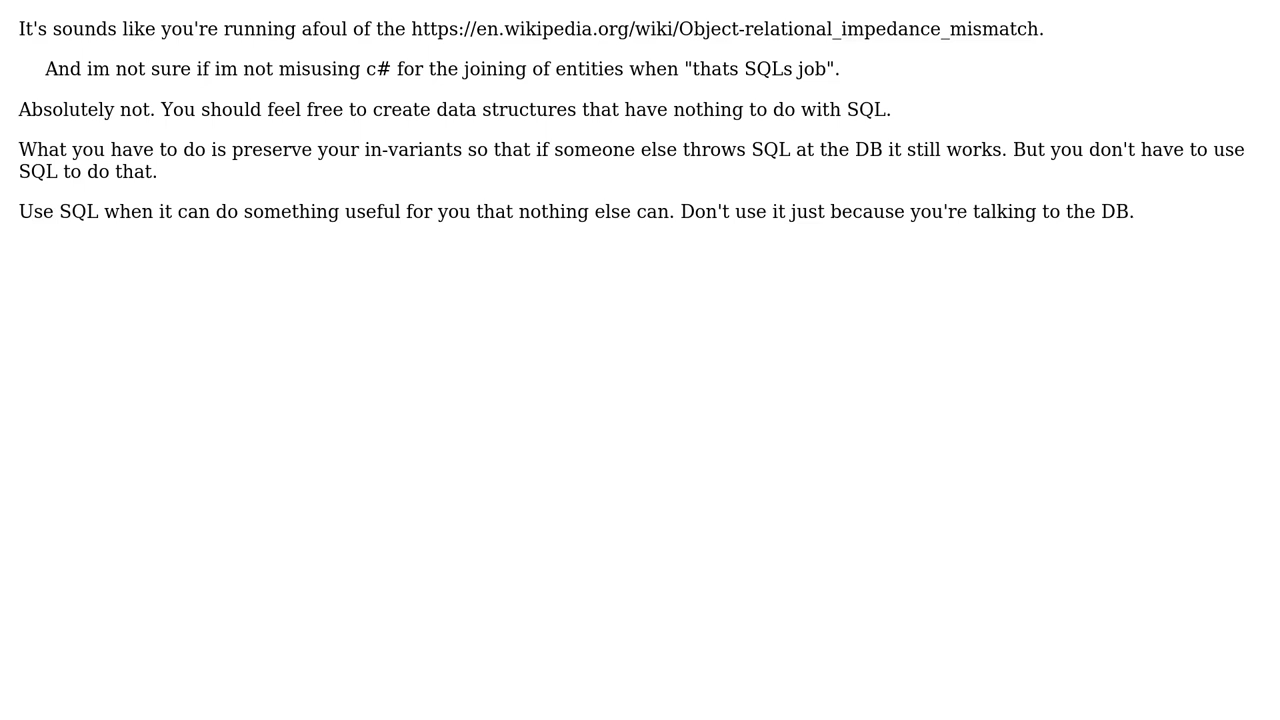 It's sounds like you're running afoul of the https://en.wikipedia.org/wiki/Object-relational_impedance_mismatch.
And im not sure if im not misusing c# for the joining of entities when "thats SQLs job".
Absolutely not. You should feel free to create data structures that have nothing to do with SQL.
What you have to do is preserve your in-variants so that if someone else throws SQL at the DB it still works. But you don't have to use
SQL to do that.
Use SQL when it can do something useful for you that nothing else can. Don't use it just because you're talking to the DB.